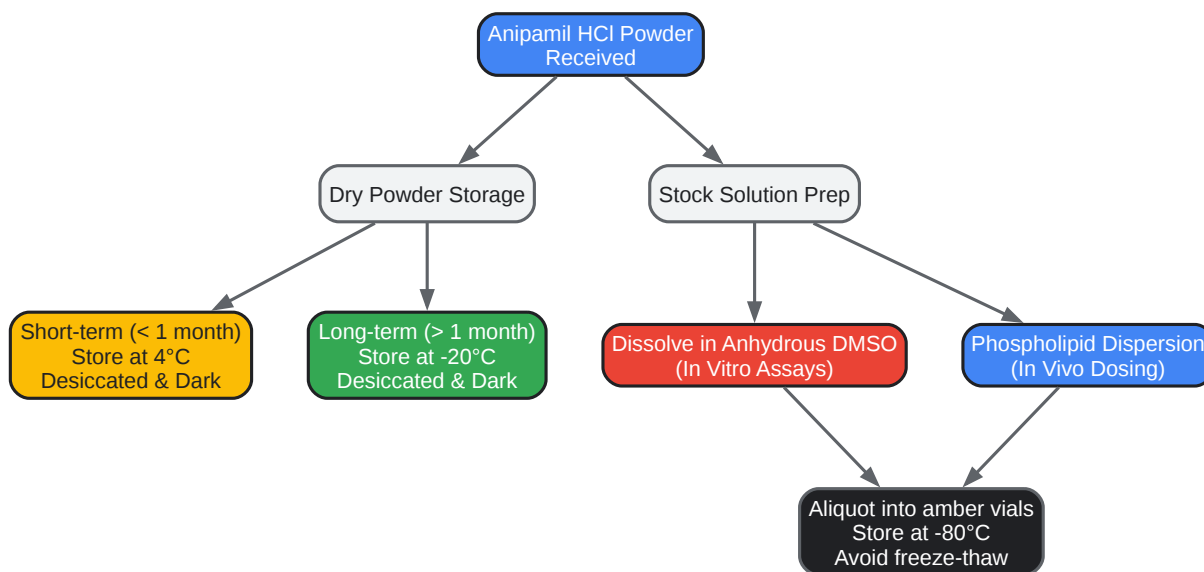 Anipamil HCl Powder
Received
Dry Powder Storage
Stock Solution Prep
Short-term (< 1 month)
Store at 4°C
Desiccated & Dark
Long-term (> 1 month)
Store at -20°C
Desiccated & Dark
Dissolve in Anhydrous DMSO
(In Vitro Assays)
Phospholipid Dispersion
(In Vivo Dosing)
Aliquot into amber vials
Store at -80°C
Avoid freeze-thaw